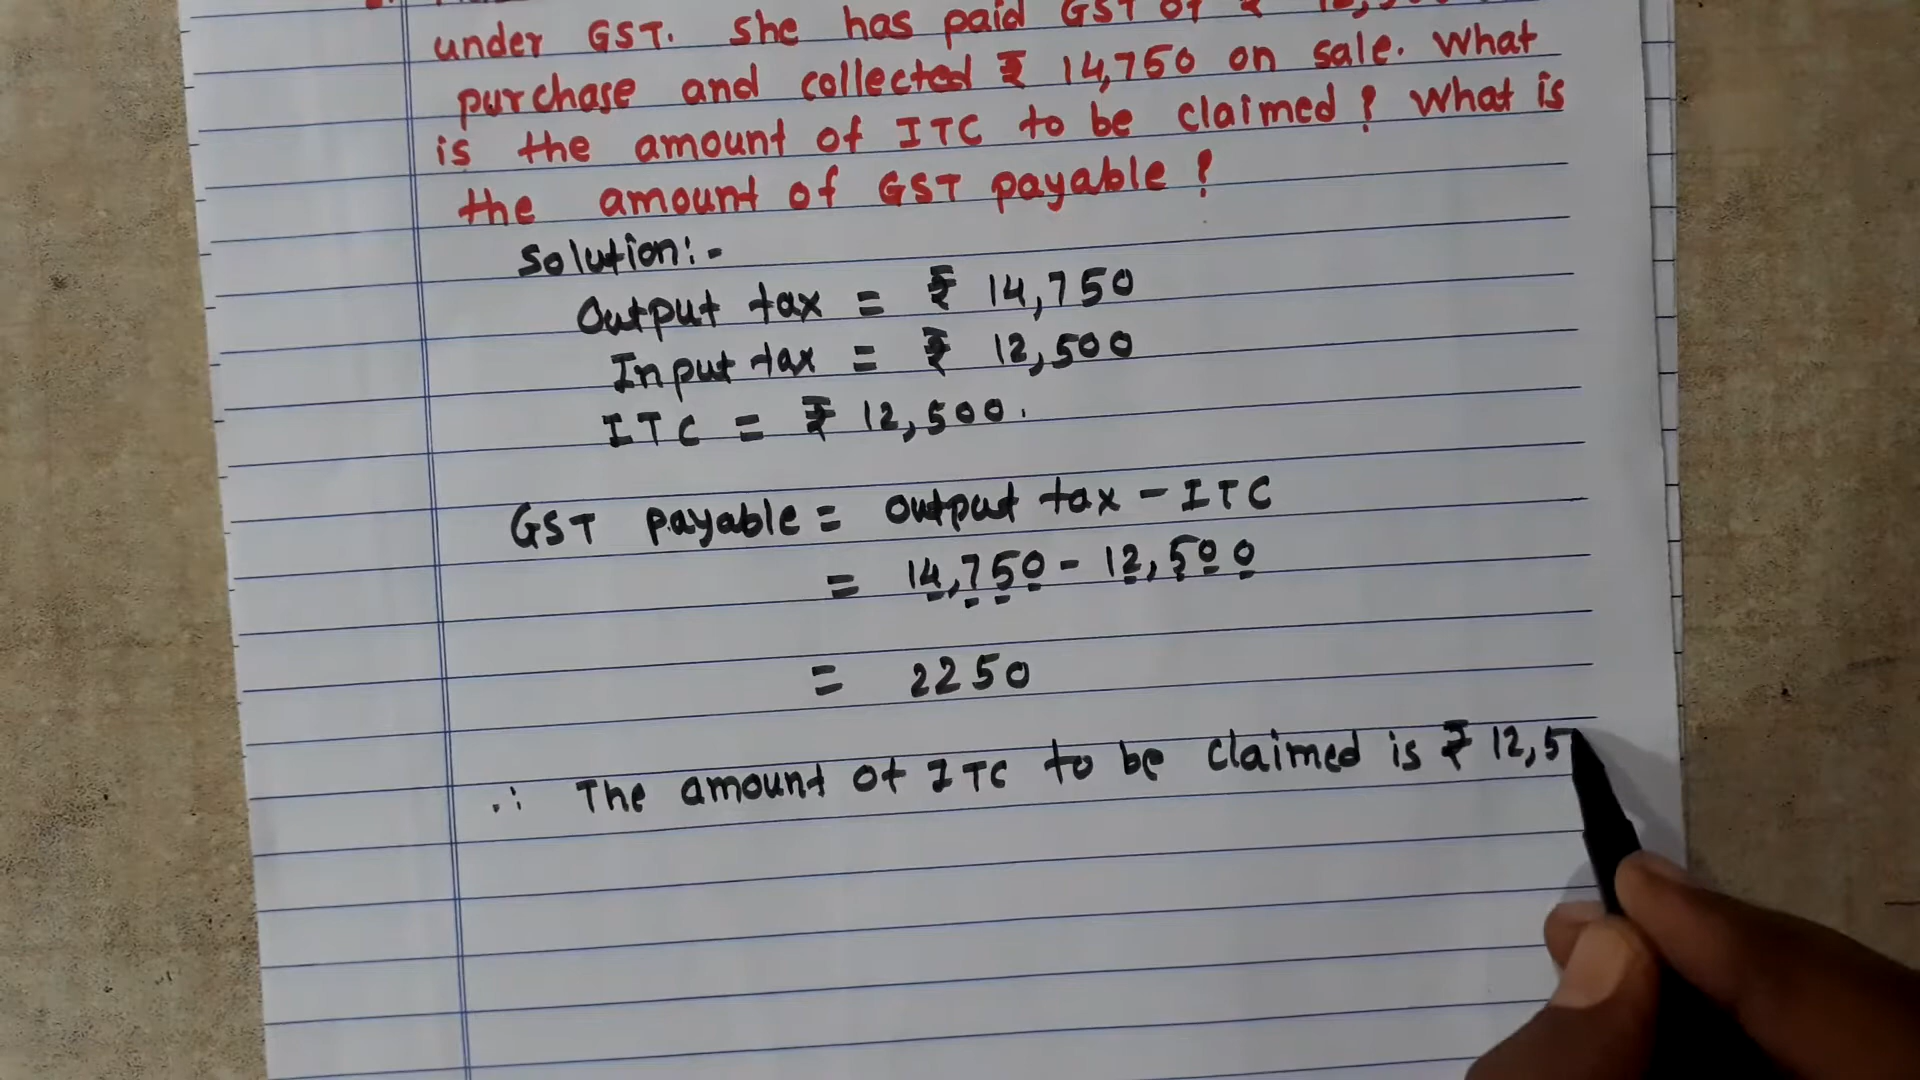 under GST. She has paid GST of ₹
purchase and collected ₹ 14,750 on sale. What
is the amount of ITC to be claimed? What is
the amount of GST payable?
Solution:-
Output tax = ₹ 14,750
Input tax = ₹ 12,500
ITC = ₹ 12,500.
GST payable = output tax - ITC
= 14,750 - 12,500
= 2250
∴ The amount of ITC to be claimed is ₹ 12,5